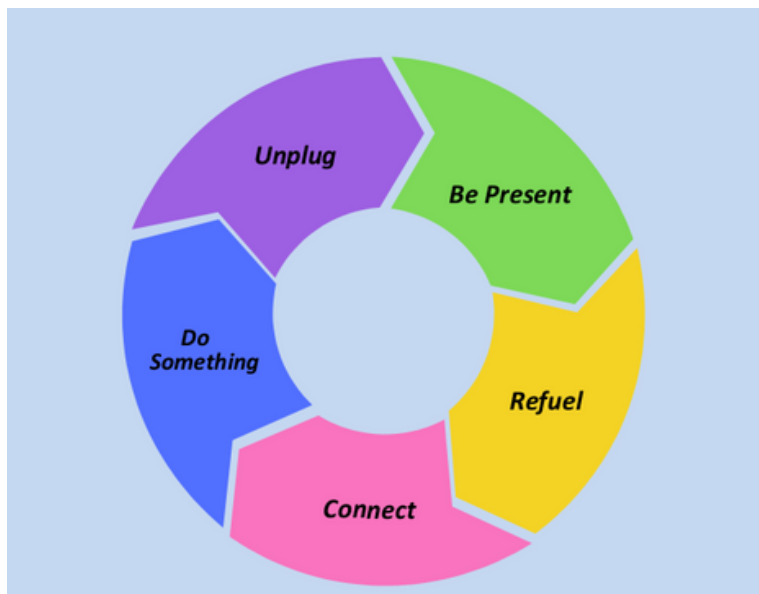 Unplug
Be Present
Refuel
Connect
Do
Something